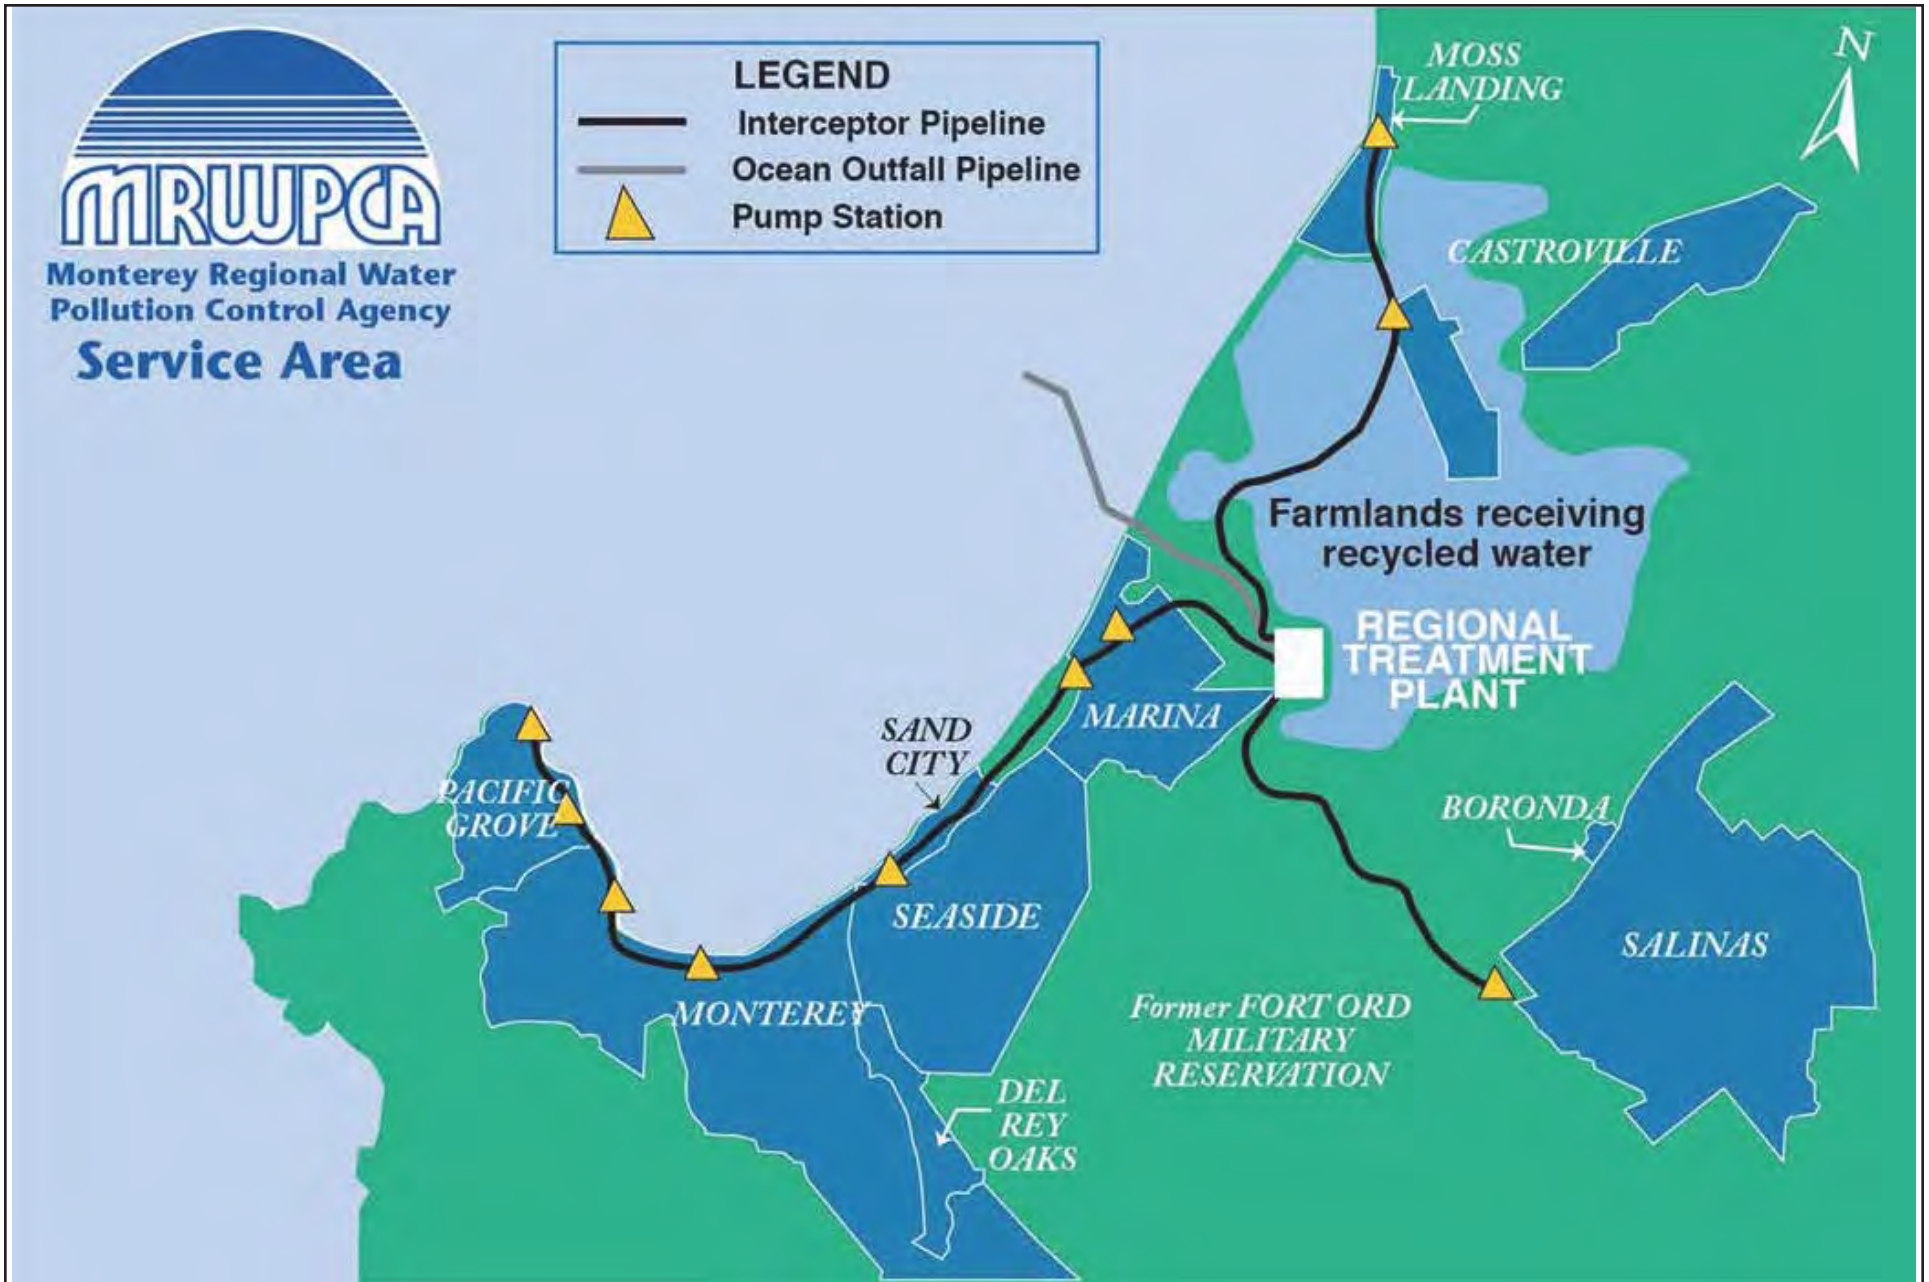 MRWPCA
Monterey Regional Water
Pollution Control Agency
Service Area
LEGEND
Interceptor Pipeline
Ocean Outfall Pipeline
Pump Station
N
MOSS
LANDING
CASTROVILLE
Farmlands receiving
recycled water
REGIONAL
TREATMENT
PLANT
MARINA
SAND
CITY
PACIFIC
GROVE
BORONDA
SEASIDE
SALINAS
MONTEREY
Former FORT ORD
MILITARY
RESERVATION
DEL
REY
OAKS